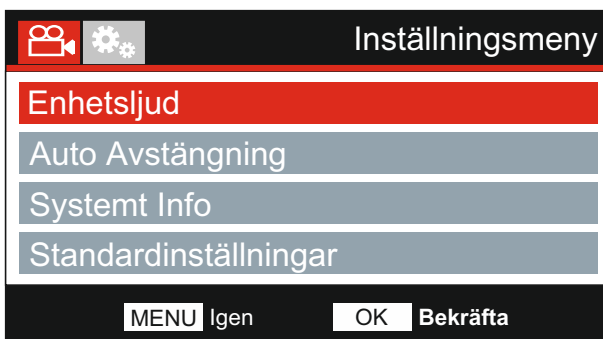 Inställningsmeny
Enhetsljud
Auto Avstängning
Systemt Info
Standardinställningar
MENU Igen OK Bekräfta